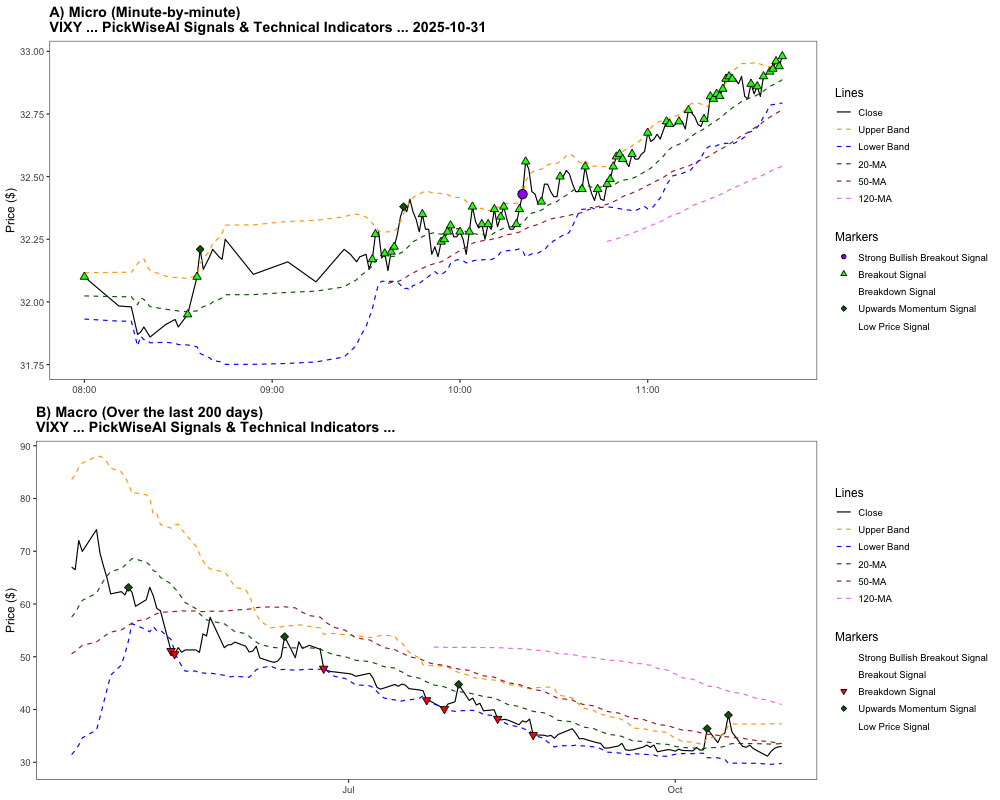 A) Micro (Minute-by-minute)
VIXY ... PickWiseAI Signals & Technical Indicators ... 2025-10-31
Price ($)
33.00
32.75
32.50
32.25
32.00
31.75
08:00
09:00
10:00
11:00
Lines
Close
Upper Band
Lower Band
20-MA
50-MA
120-MA
Markers
Strong Bullish Breakout Signal
Breakout Signal
Breakdown Signal
Upwards Momentum Signal
Low Price Signal
B) Macro (Over the last 200 days)
VIXY ... PickWiseAI Signals & Technical Indicators ...
Price ($)
90
80
70
60
50
40
30
Jul
Oct
Lines
Close
Upper Band
Lower Band
20-MA
50-MA
120-MA
Markers
Strong Bullish Breakout Signal
Breakout Signal
Breakdown Signal
Upwards Momentum Signal
Low Price Signal